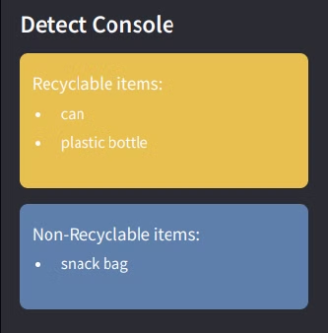 Detect Console
Recyclable items:
can
plastic bottle
Non-Recyclable items:
snack bag